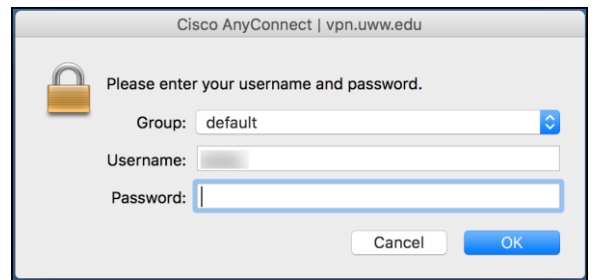 Cisco AnyConnect | vpn.uww.edu
Please enter your username and password.
Group: default
Username:
Password:
Cancel OK